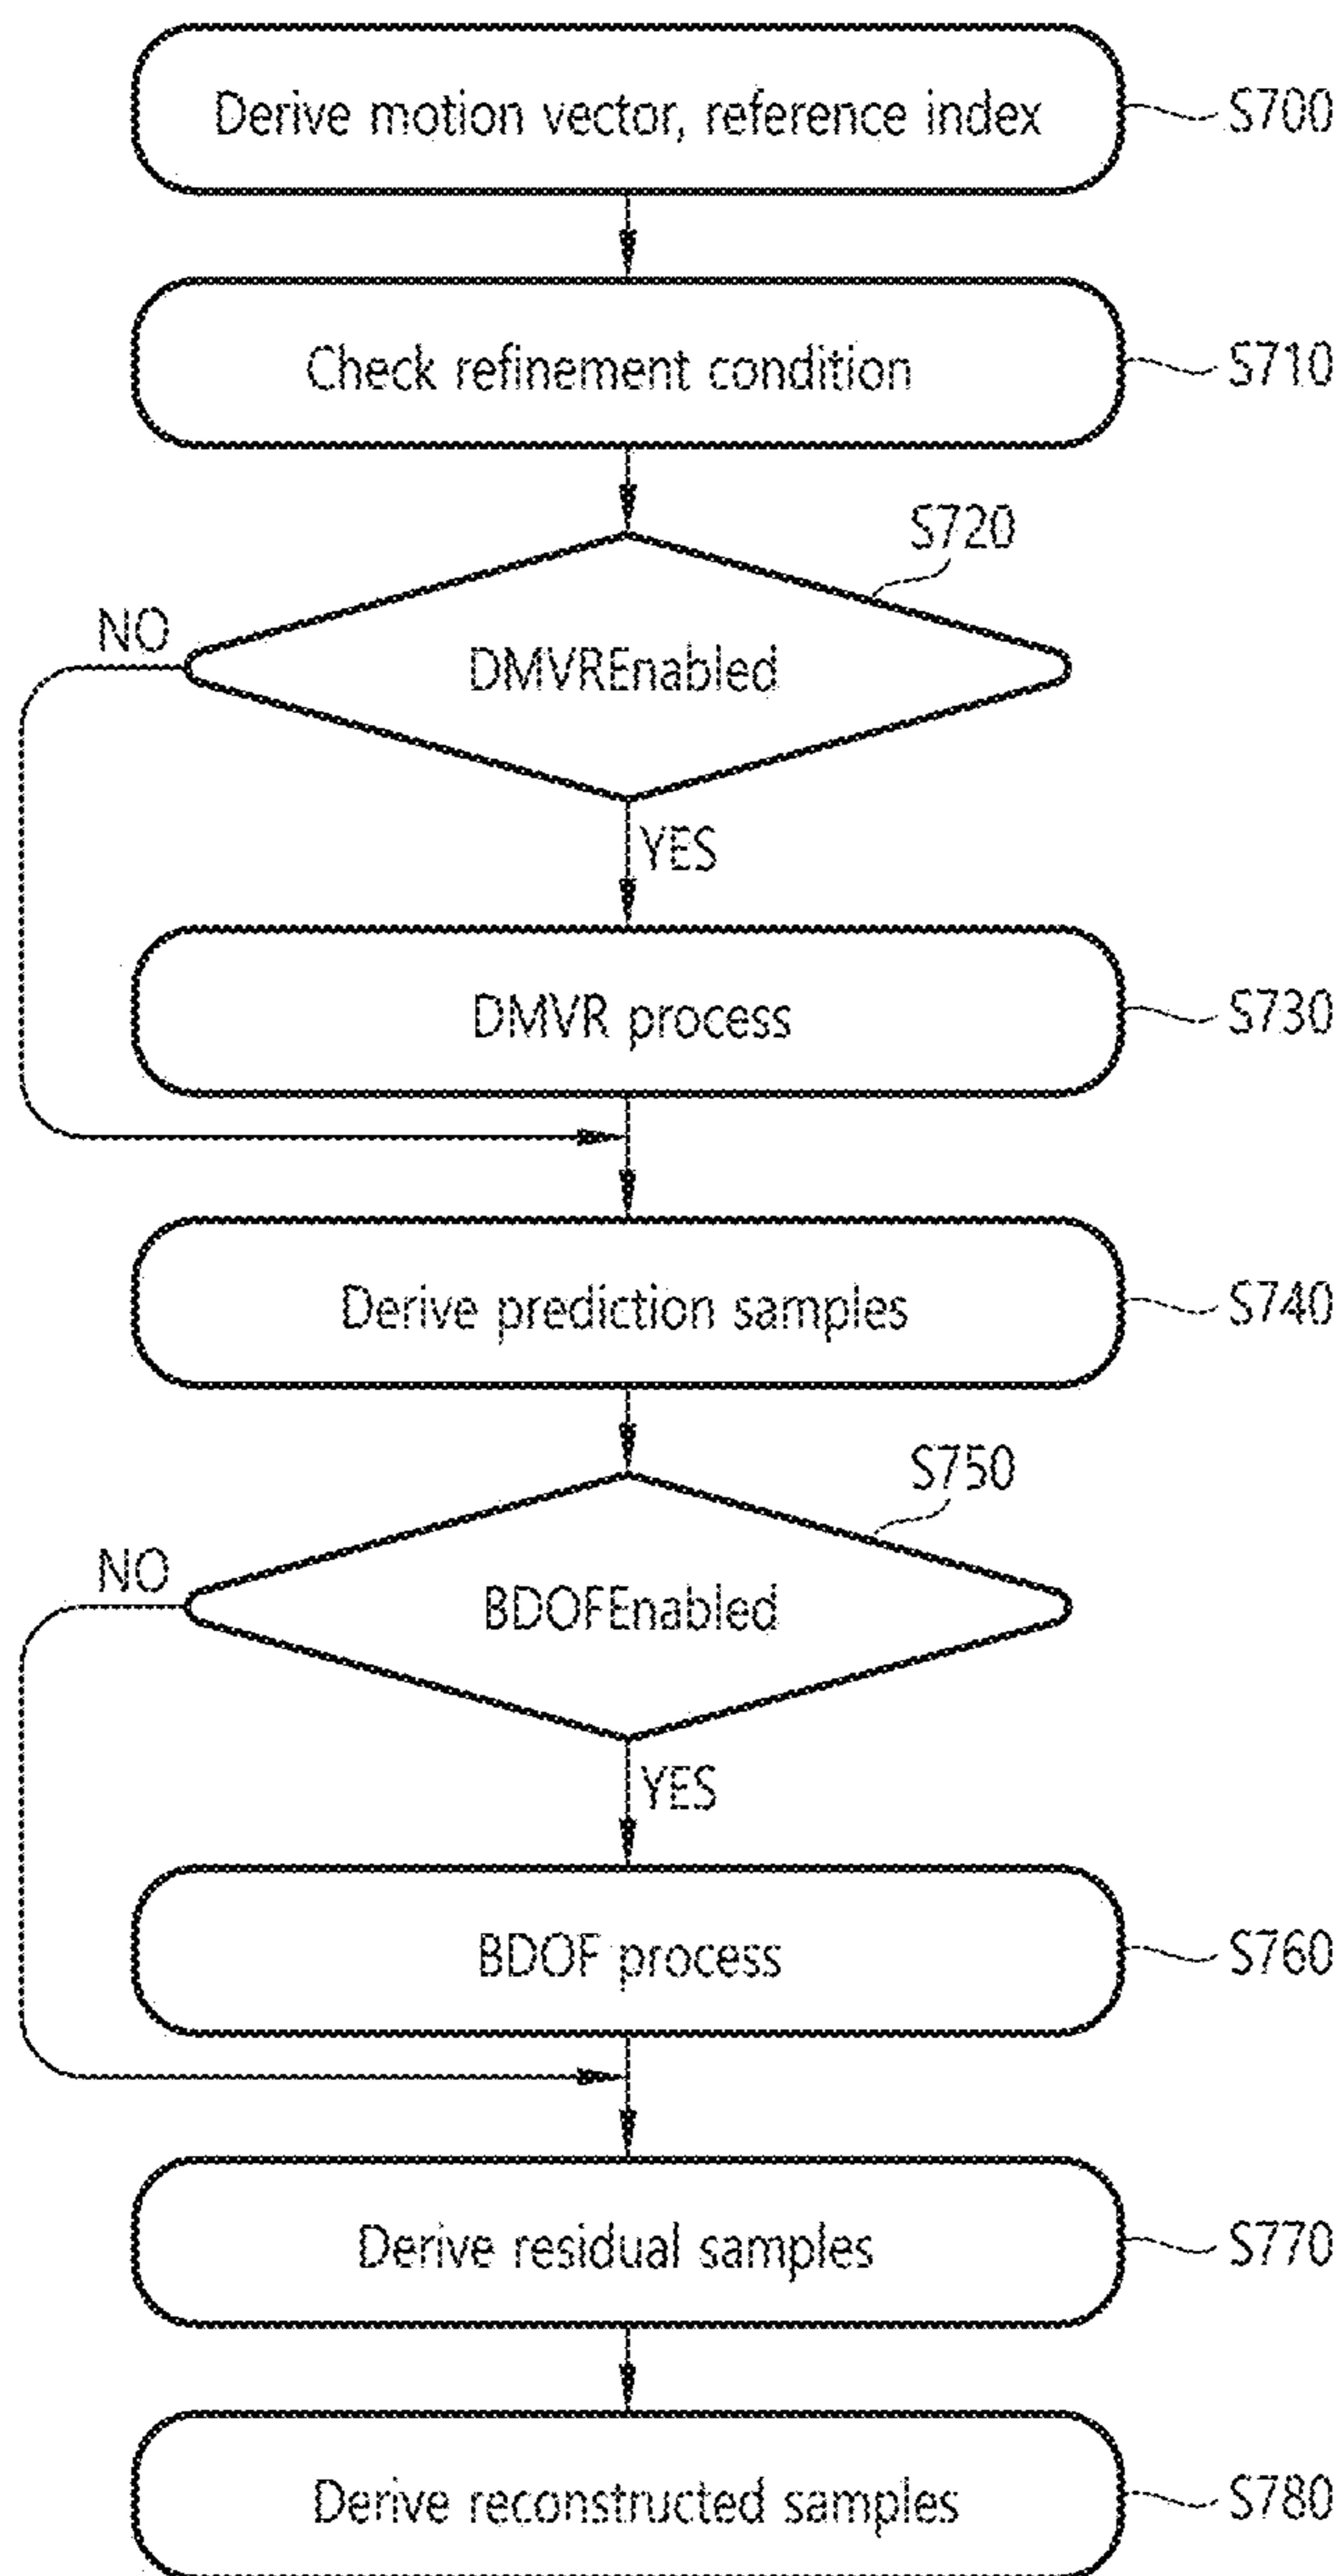 Derive motion vector, reference index
S700
Check refinement condition
S710
S720
NO
DMVREnabled
YES
DMVR process
S730
Derive prediction samples
S740
S750
NO
BDOFEnabled
YES
BDOF process
S760
Derive residual samples
S770
Derive reconstructed samples
S780